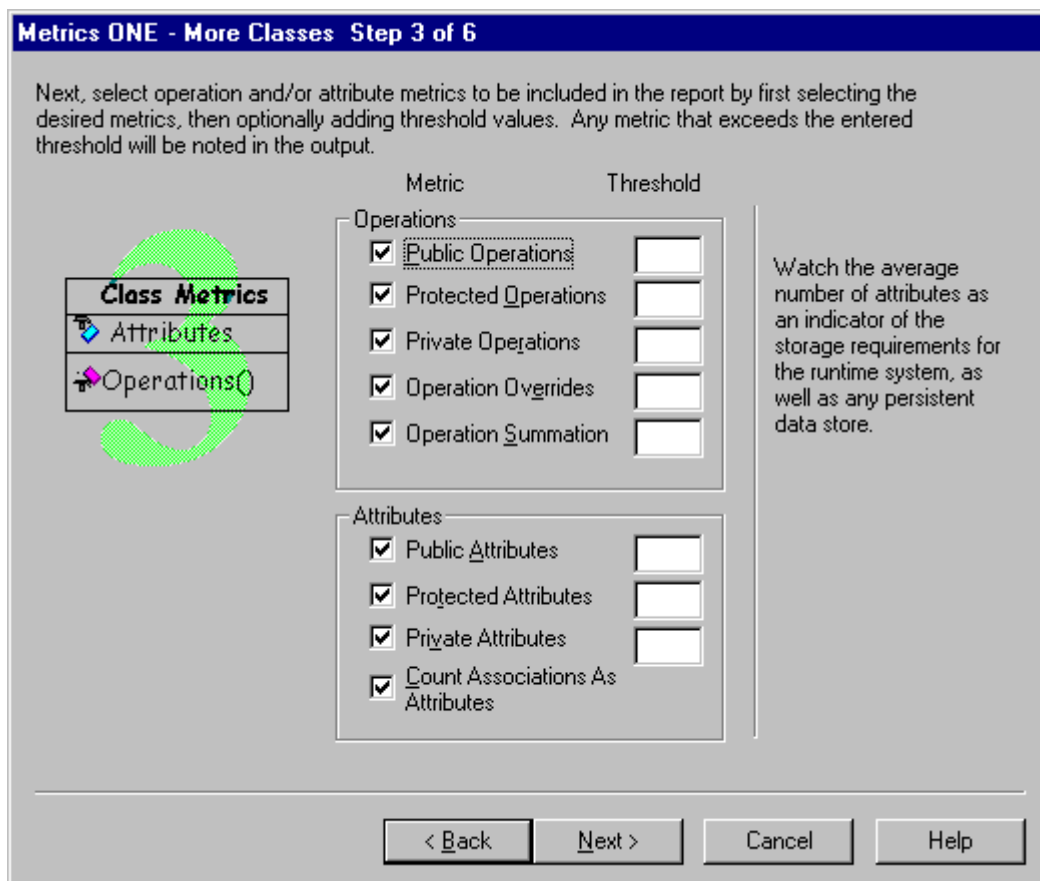 Metrics ONE - More Classes  Step 3 of 6
Next, select operation and/or attribute metrics to be included in the report by first selecting the
desired metrics, then optionally adding threshold values.  Any metric that exceeds the entered
threshold will be noted in the output.
Metric
Threshold
3
Class Metrics
Attributes
Operations()
Operations
Public Operations
Protected Operations
Private Operations
Operation Overrides
Operation Summation
Attributes
Public Attributes
Protected Attributes
Private Attributes
Count Associations As
Attributes
Watch the average
number of attributes as
an indicator of the
storage requirements for
the runtime system, as
well as any persistent
data store.
< Back
Next >
Cancel
Help